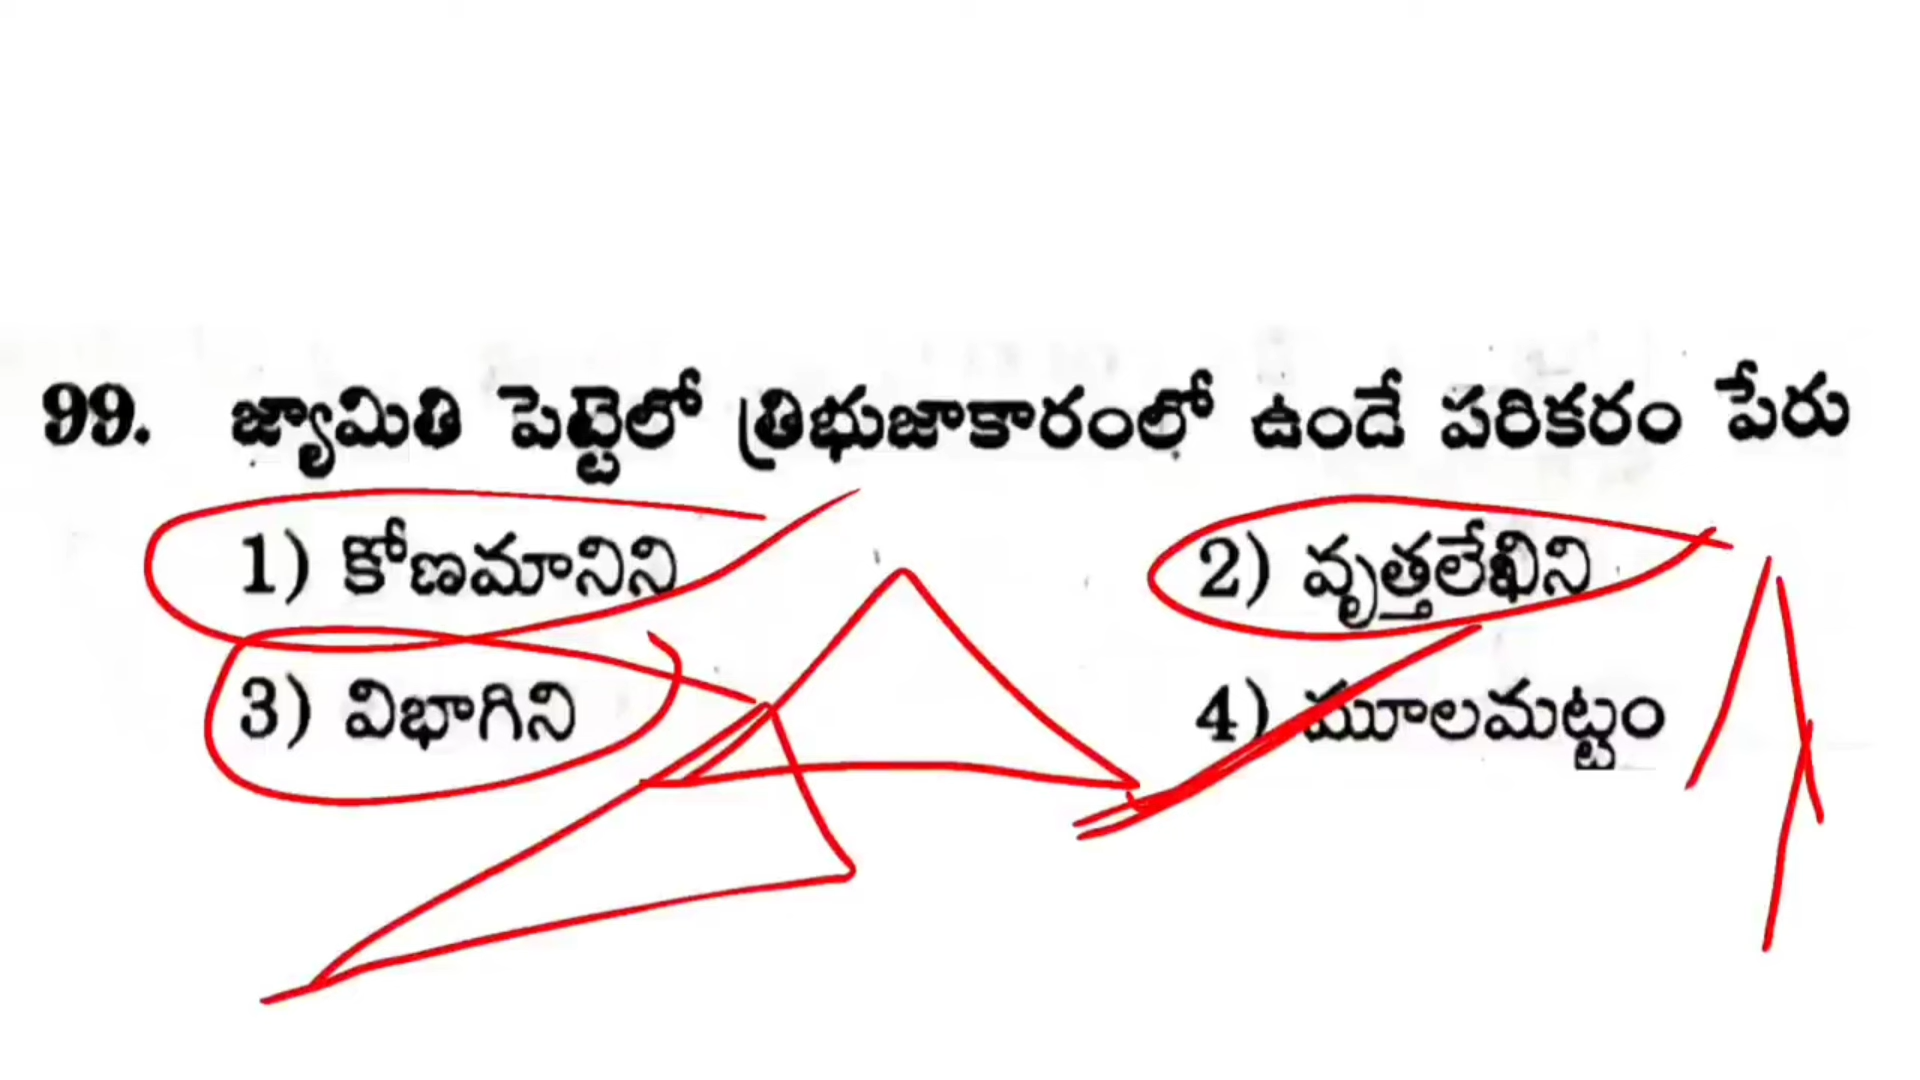 99. జ్యామితి పెట్టెలో త్రిభుజాకారంలో ఉండే పరికరం పేరు
1) కోణమానిని 2) వృత్తలేఖిని
3) విభాగిని 4) మూలమట్టం